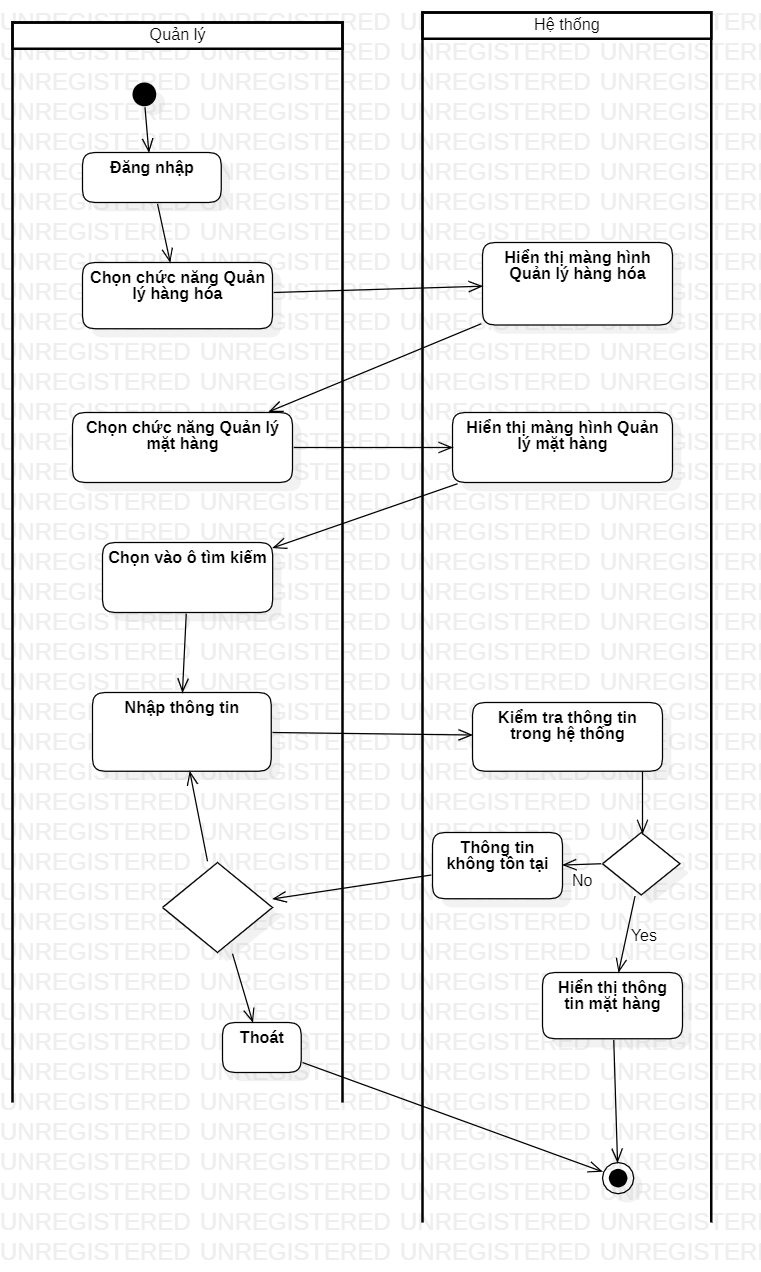 Quản lý
Hệ thống
Đăng nhập
Chọn chức năng Quản
lý hàng hóa
Hiển thị màng hình
Quản lý hàng hóa
Chọn chức năng Quản lý
mặt hàng
Hiển thị màng hình Quản
lý mặt hàng
Chọn vào ô tìm kiếm
Nhập thông tin
Kiểm tra thông tin
trong hệ thống
Thông tin
không tồn tại
No
Yes
Hiển thị thông
tin mặt hàng
Thoát